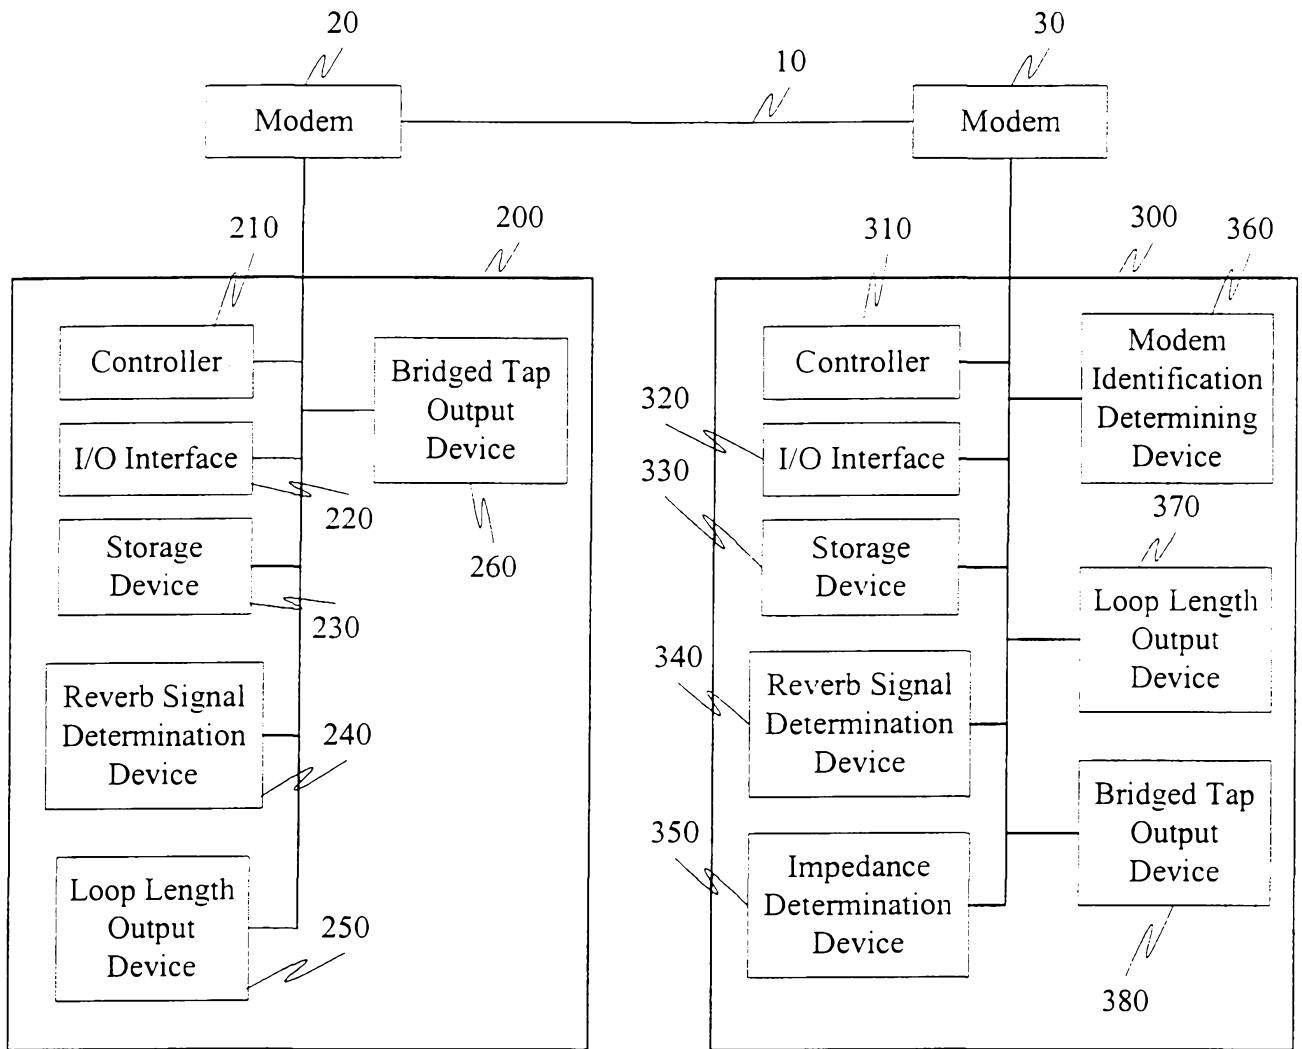 20
30
10
Modem
Modem
210
200
310
300
360
Controller
Bridged Tap
Output
Device
I/O Interface
220
260
Storage
Device
230
Reverb Signal
Determination
Device
240
Loop Length
Output
Device
250
Controller
Modem
Identification
Determining
Device
320
I/O Interface
330
370
Storage
Device
Loop Length
Output
Device
340
Reverb Signal
Determination
Device
350
Bridged Tap
Output
Device
Impedance
Determination
Device
380